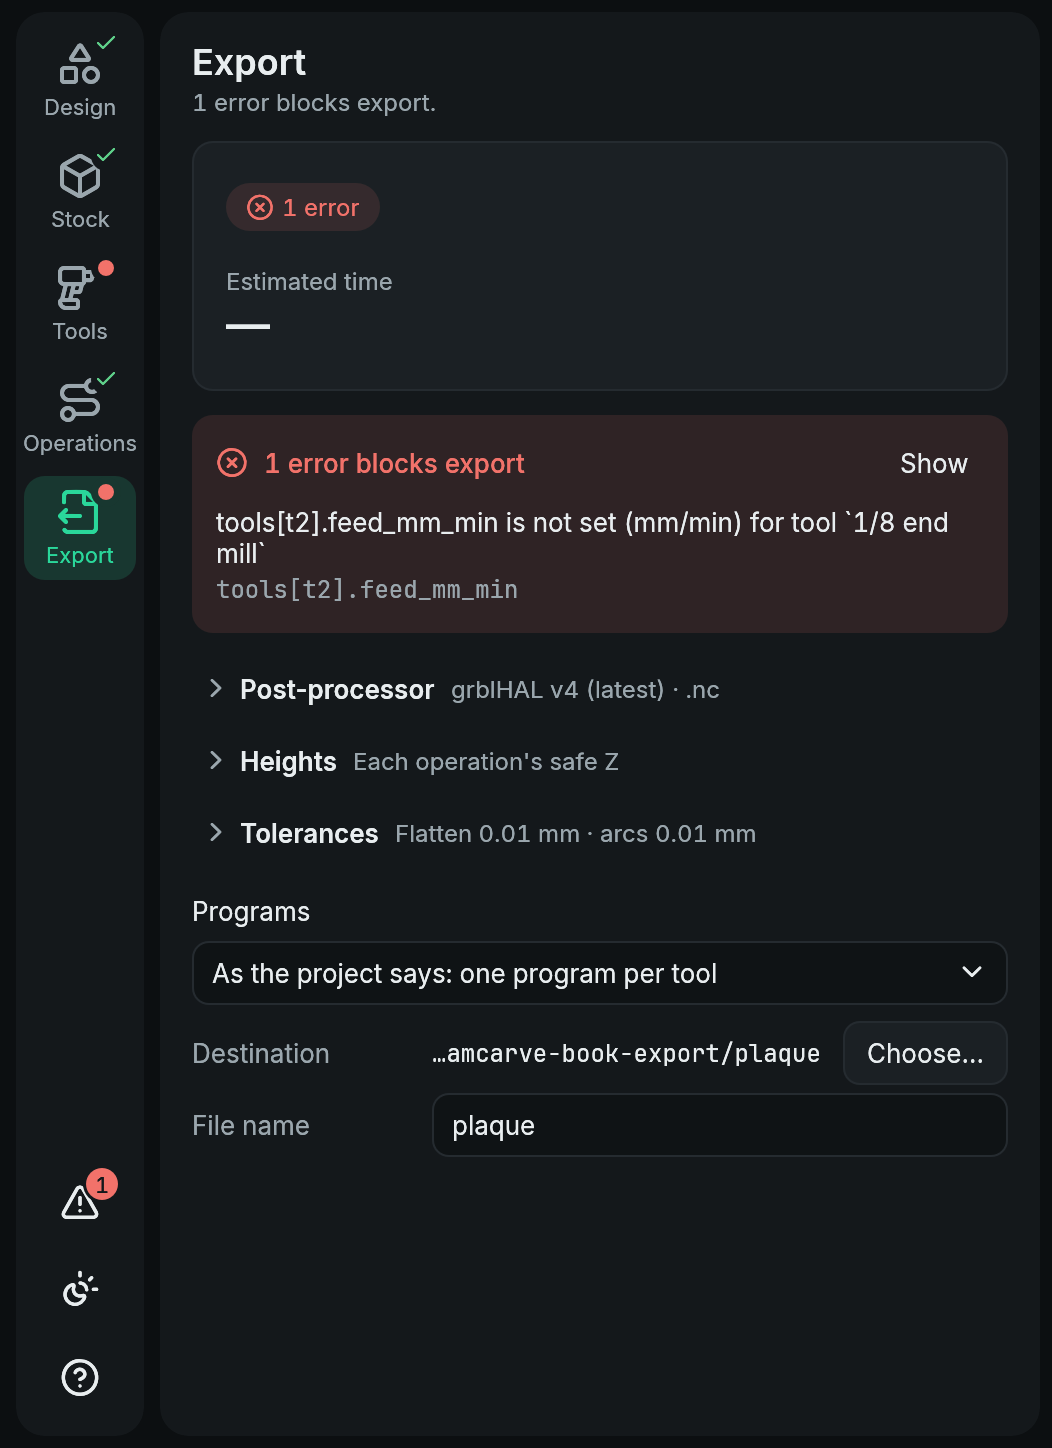 Design
Stock
Tools
Operations
Export
1
Export
1 error blocks export.
1 error
Estimated time
—
1 error blocks export
Show
tools[t2].feed_mm_min is not set (mm/min) for tool `1/8 end
mill`
tools[t2].feed_mm_min
Post-processor grblHAL v4 (latest) · .nc
Heights Each operation's safe Z
Tolerances Flatten 0.01 mm · arcs 0.01 mm
Programs
As the project says: one program per tool
Destination …amcarve-book-export/plaque Choose…
File name plaque